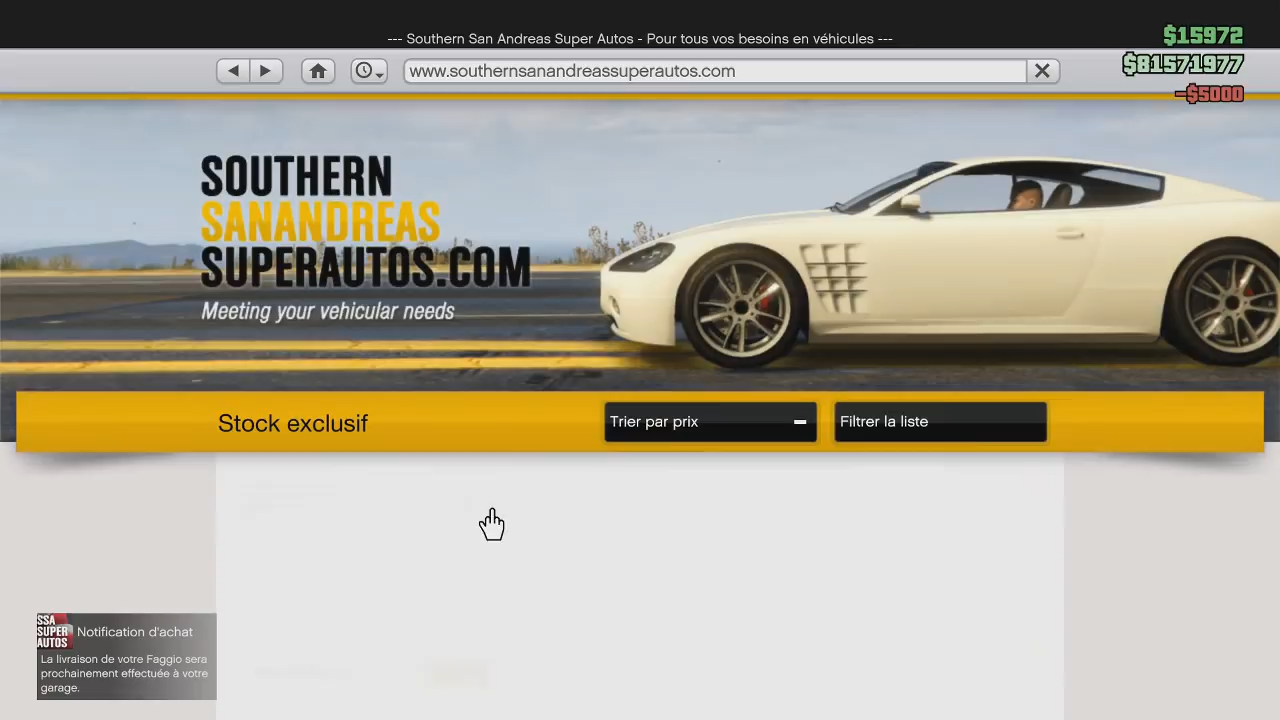 --- Southern San Andreas Super Autos - Pour tous vos besoins en véhicules ---
$15972
$81571977
-$5000
www.southernsanandreassuperautos.com
SOUTHERN
SANANDREAS
SUPERAUTOS.COM
Meeting your vehicular needs
Stock exclusif
Trier par prix
Filtrer la liste
SSA
SUPER
AUTOS
Notification d'achat
La livraison de votre Faggio sera
prochainement effectuée à votre
garage.